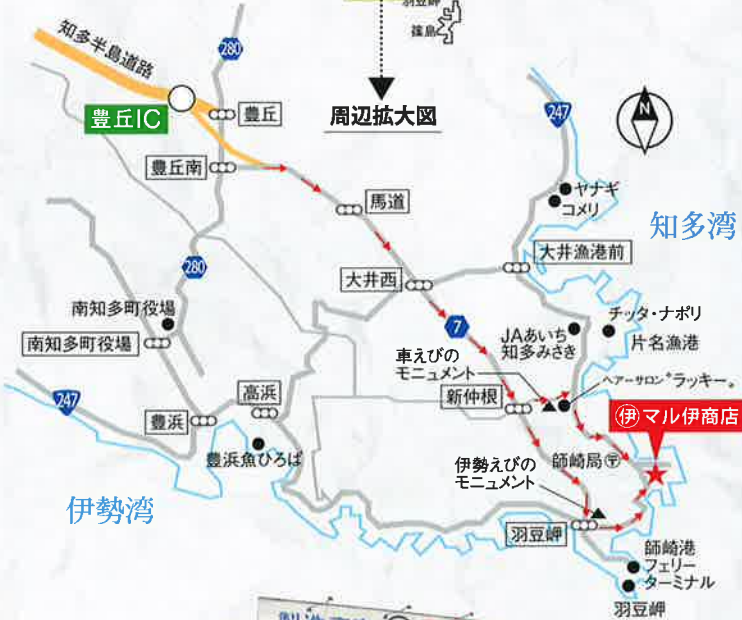 羽豆岬
篠島
知多半島道路
280
豊丘IC
豊丘
周辺拡大図
N
247
豊丘南
馬道
ヤナギ
コメリ
知多湾
大井漁港前
280
大井西
南知多町役場
南知多町役場
7
チッタ・ナポリ
JAあいち
知多みさき
片名漁港
車えびの
モニュメント
ヘアーサロン"ラッキー。
247
高浜
新仲根
豊浜
伊 マル伊商店
豊浜魚ひろば
師崎局〒
伊勢えびの
モニュメント
伊勢湾
羽豆岬
師崎港
フェリー
ターミナル
羽豆岬